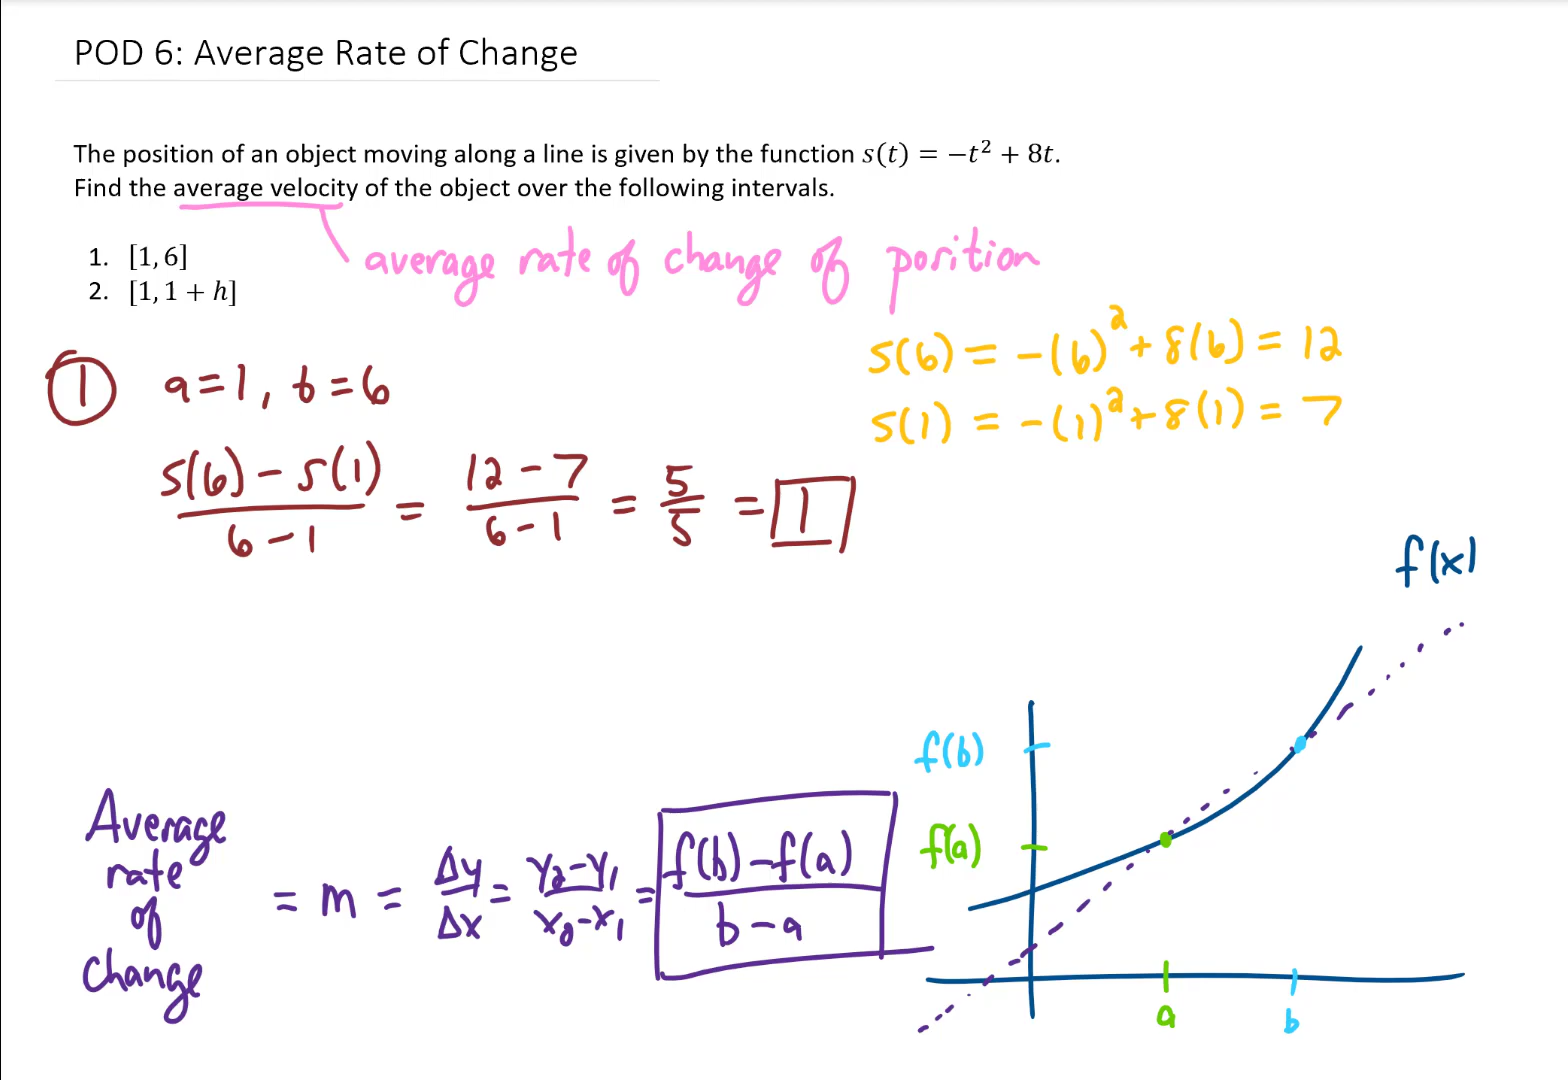 POD 6: Average Rate of Change
The position of an object moving along a line is given by the function s(t) = −t² + 8t.
Find the average velocity of the object over the following intervals.
1. [1, 6]
2. [1, 1 + h]
average rate of change of position
s(6) = -(6)² + 8(6) = 12
s(1) = -(1)² + 8(1) = 7
① a=1, b=6
s(6) - s(1) / 6 - 1 = 12 - 7 / 6 - 1 = 5/5 = 1
f(x)
f(b)
f(a)
Average rate of change = m = Δy/Δx = y₂-y₁ / x₂-x₁ = f(b) - f(a) / b - a
a
b